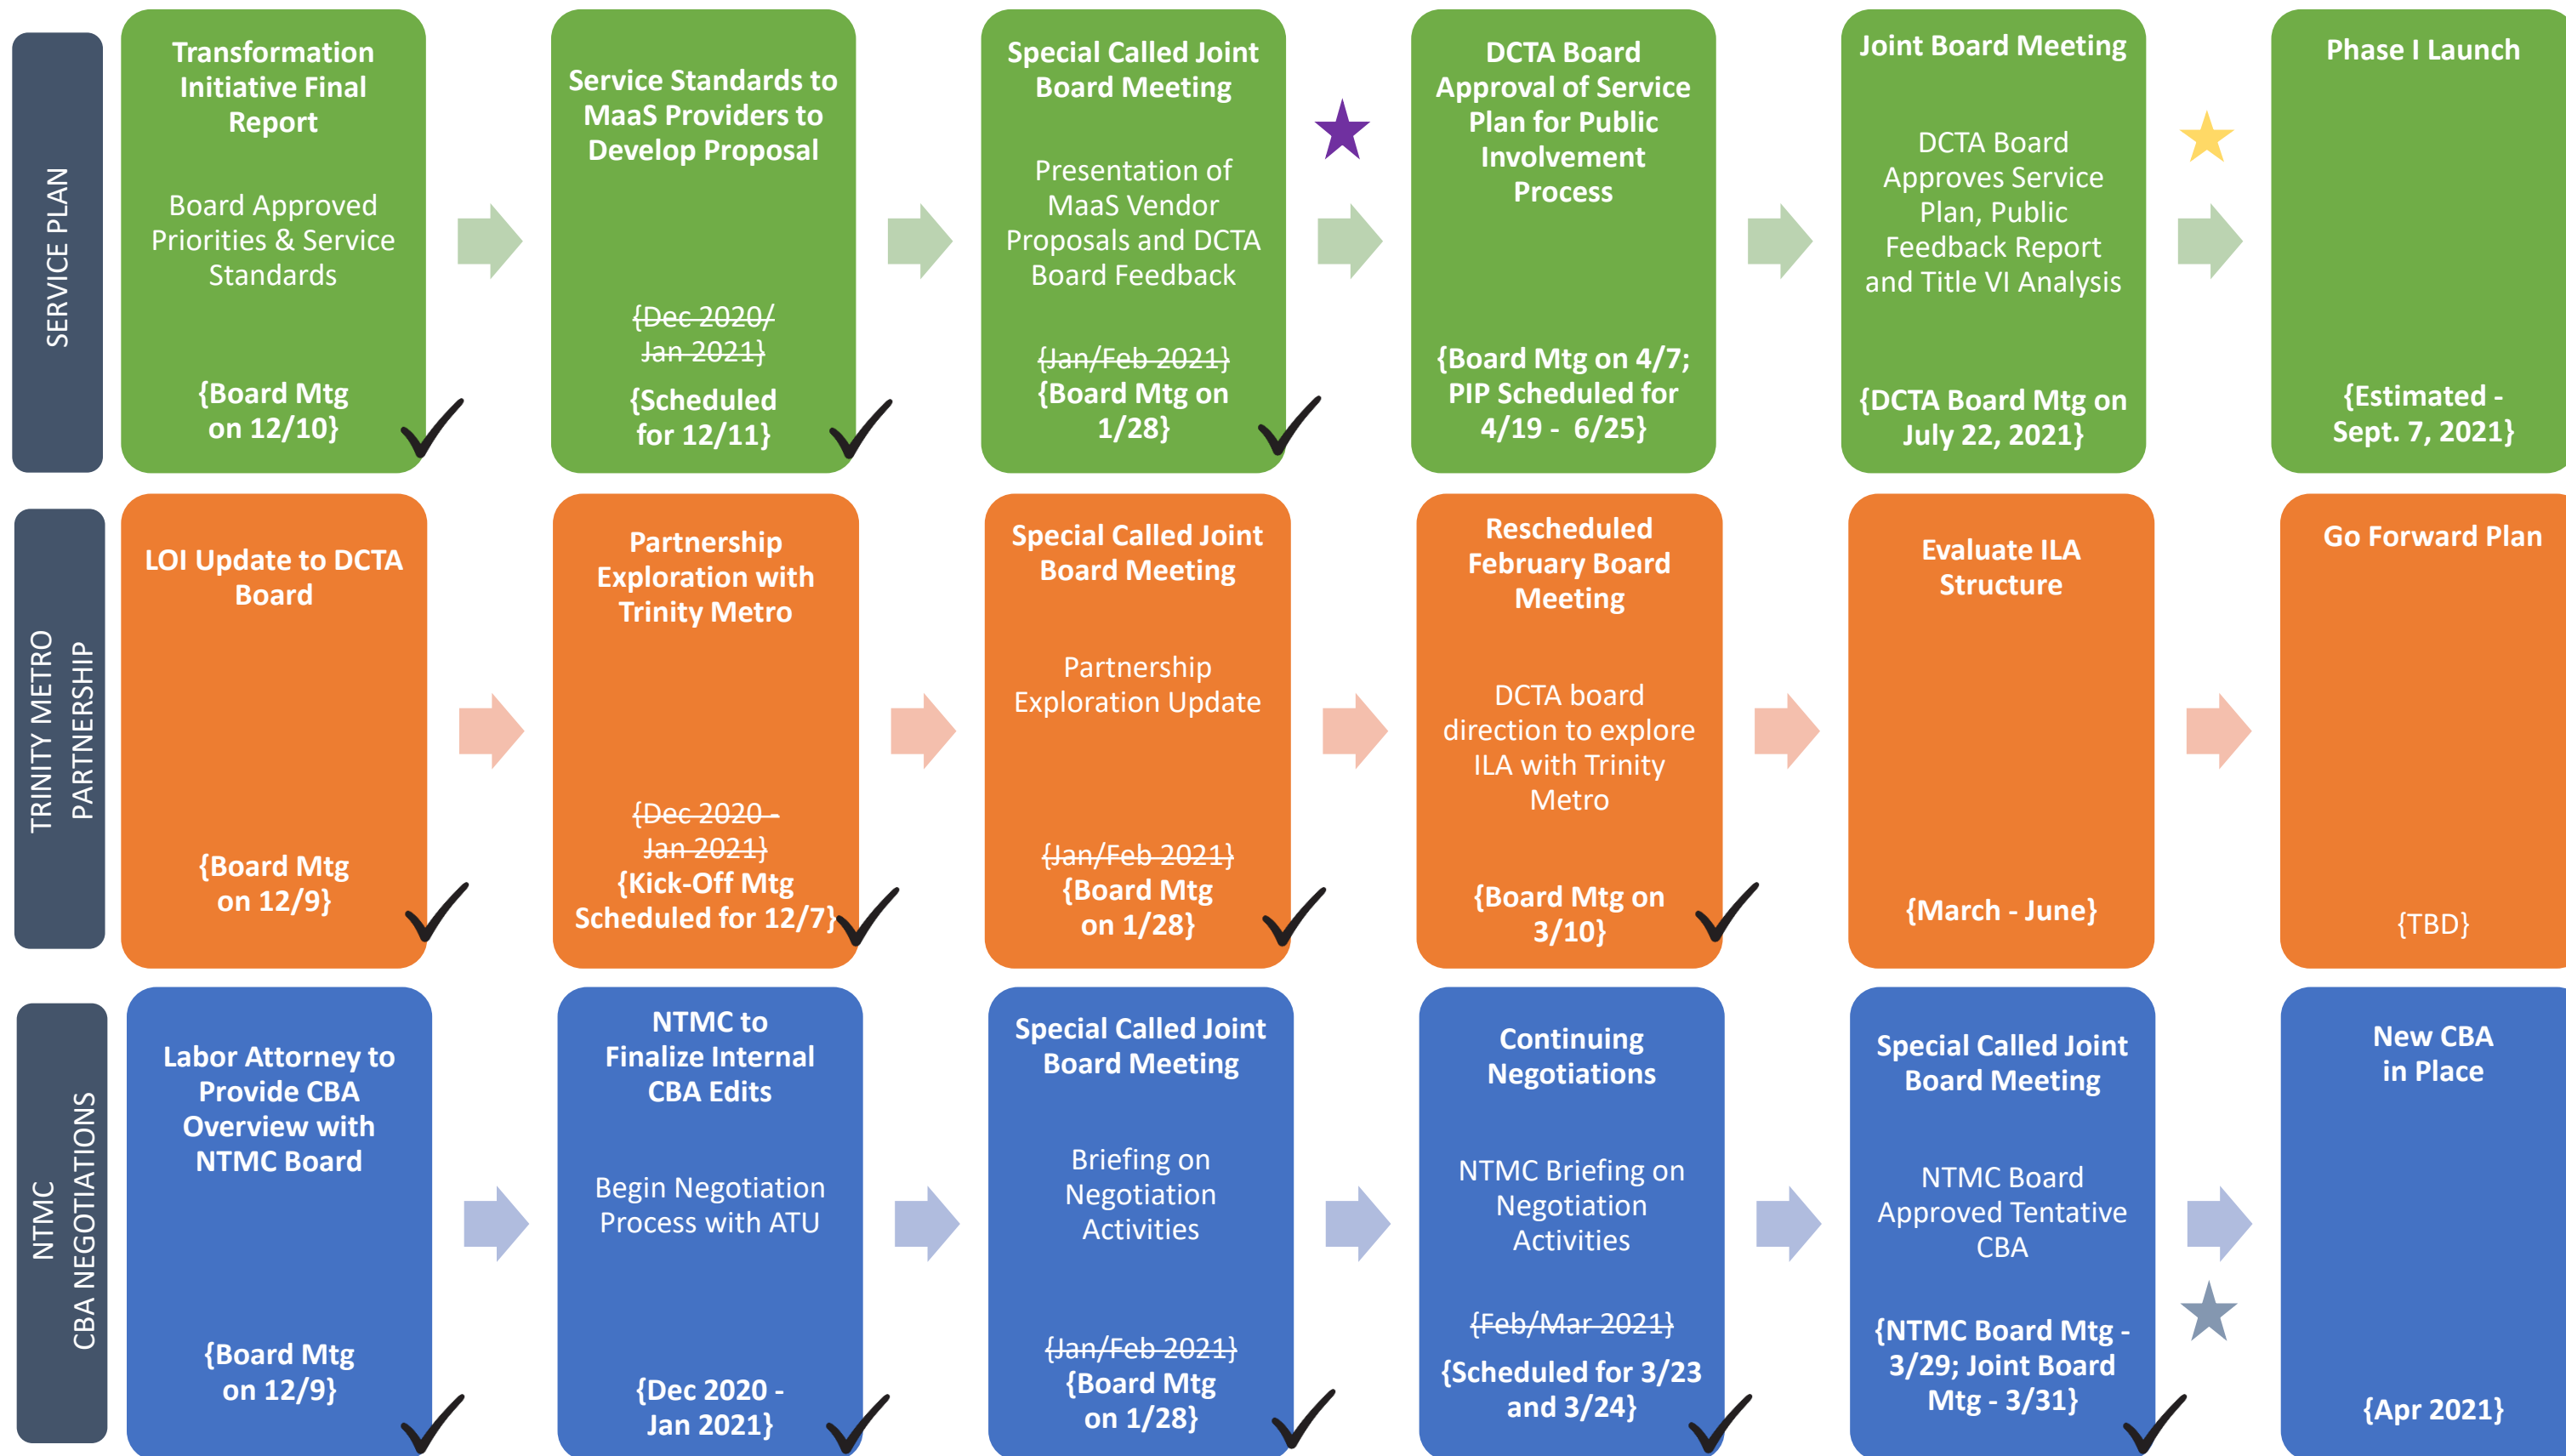 SERVICE PLAN
Transformation
Initiative Final
Report
Board Approved
Priorities & Service
Standards
{Board Mtg
on 12/10}
Service Standards to
MaaS Providers to
Develop Proposal
{Dec 2020/
Jan 2021}
{Scheduled
for 12/11}
Special Called Joint
Board Meeting
Presentation of
MaaS Vendor
Proposals and DCTA
Board Feedback
{Jan/Feb 2021}
{Board Mtg on
1/28}
DCTA Board
Approval of Service
Plan for Public
Involvement
Process
{Board Mtg on 4/7;
PIP Scheduled for
4/19 - 6/25}
Joint Board Meeting
DCTA Board
Approves Service
Plan, Public
Feedback Report
and Title VI Analysis
{DCTA Board Mtg on
July 22, 2021}
Phase I Launch
{Estimated -
Sept. 7, 2021}
TRINITY METRO
PARTNERSHIP
LOI Update to DCTA
Board
{Board Mtg
on 12/9}
Partnership
Exploration with
Trinity Metro
{Dec 2020 -
Jan 2021}
{Kick-Off Mtg
Scheduled for 12/7}
Special Called Joint
Board Meeting
Partnership
Exploration Update
{Jan/Feb 2021}
{Board Mtg
on 1/28}
Rescheduled
February Board
Meeting
DCTA board
direction to explore
ILA with Trinity
Metro
{Board Mtg on
3/10}
Evaluate ILA
Structure
{March - June}
Go Forward Plan
{TBD}
NTMC
CBA NEGOTIATIONS
Labor Attorney to
Provide CBA
Overview with
NTMC Board
{Board Mtg
on 12/9}
NTMC to
Finalize Internal
CBA Edits
Begin Negotiation
Process with ATU
{Dec 2020 -
Jan 2021}
Special Called Joint
Board Meeting
Briefing on
Negotiation
Activities
{Jan/Feb 2021}
{Board Mtg
on 1/28}
Continuing
Negotiations
NTMC Briefing on
Negotiation
Activities
{Feb/Mar 2021}
{Scheduled for 3/23
and 3/24}
Special Called Joint
Board Meeting
NTMC Board
Approved Tentative
CBA
{NTMC Board Mtg -
3/29; Joint Board
Mtg - 3/31}
New CBA
in Place
{Apr 2021}